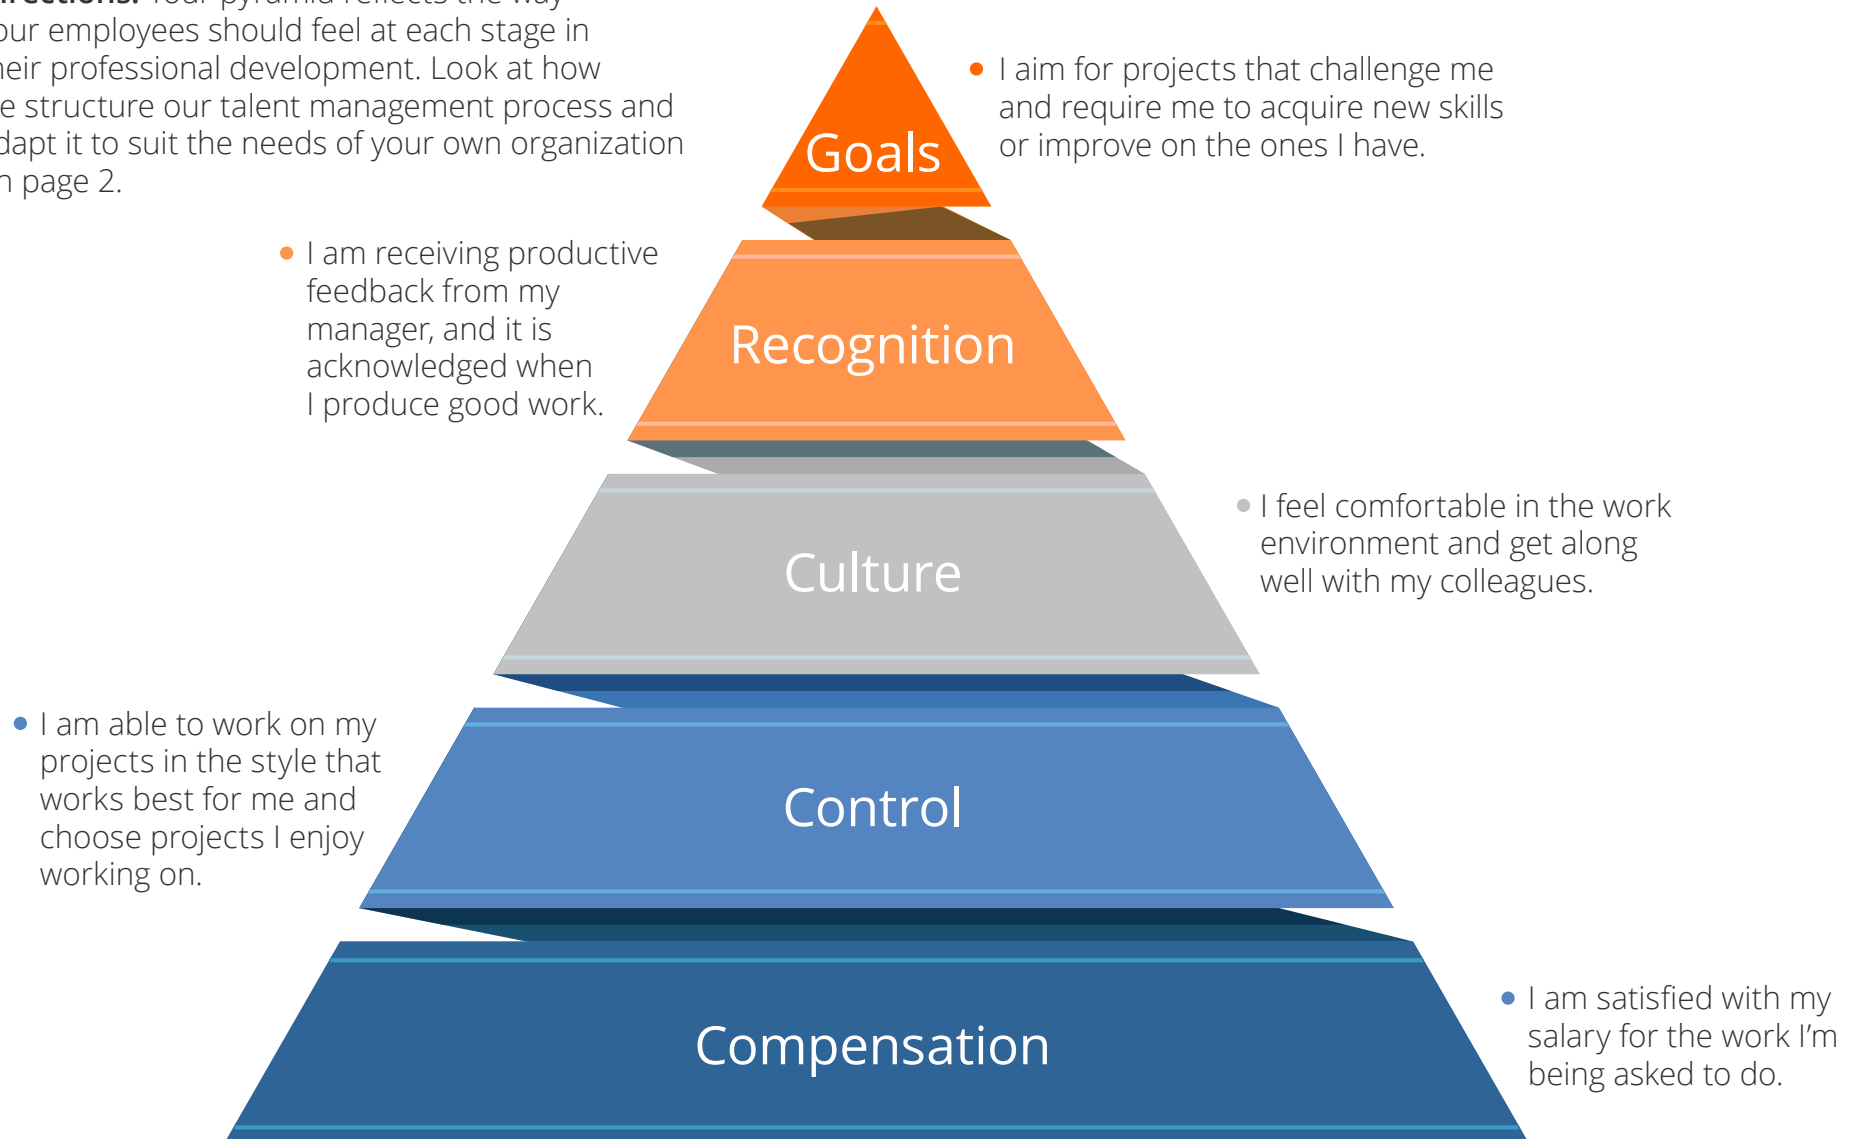 Your pyramid reflects the way
employees should feel at each stage in
professional development. Look at how
structure our talent management process and
it to suit the needs of your own organization
page 2.
Goals
I aim for projects that challenge me
and require me to acquire new skills
or improve on the ones I have.
I am receiving productive
feedback from my
manager, and it is
acknowledged when
I produce good work.
Recognition
I feel comfortable in the work
environment and get along
well with my colleagues.
Culture
I am able to work on my
projects in the style that
works best for me and
choose projects I enjoy
working on.
Control
I am satisfied with my
salary for the work I’m
being asked to do.
Compensation